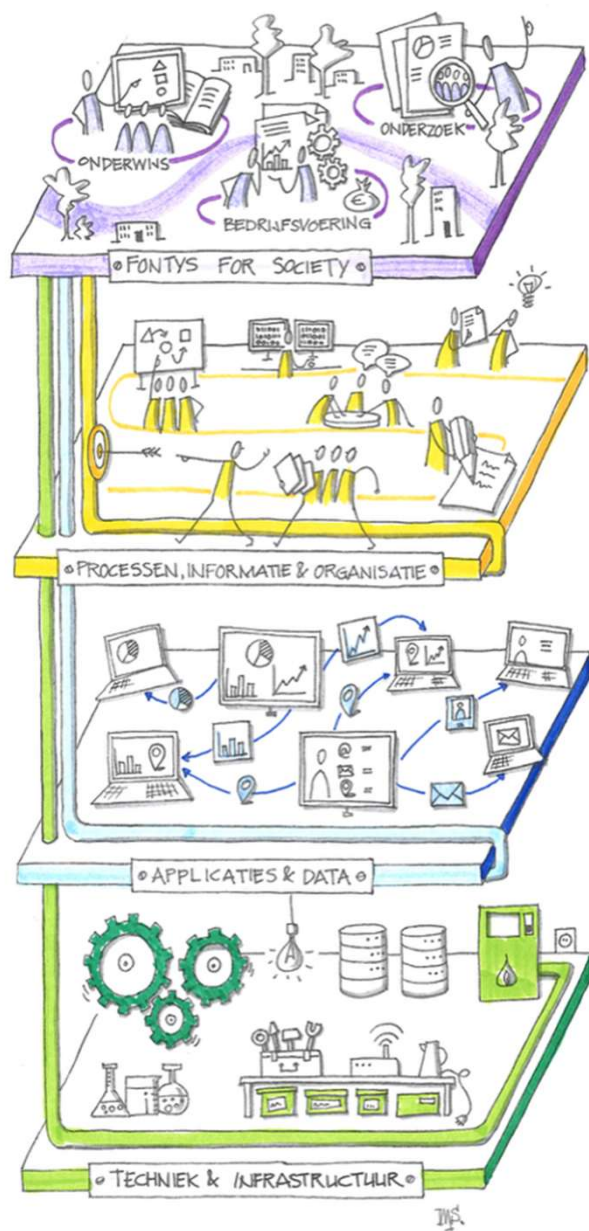 ONDERWIJS
ONDERZOEK
BEDRIJFSVOERING
€
FONTYS FOR SOCIETY
PROCESSEN, INFORMATIE & ORGANISATIE
@
APPLICATIES & DATA
TECHNIEK & INFRASTRUCTUUR